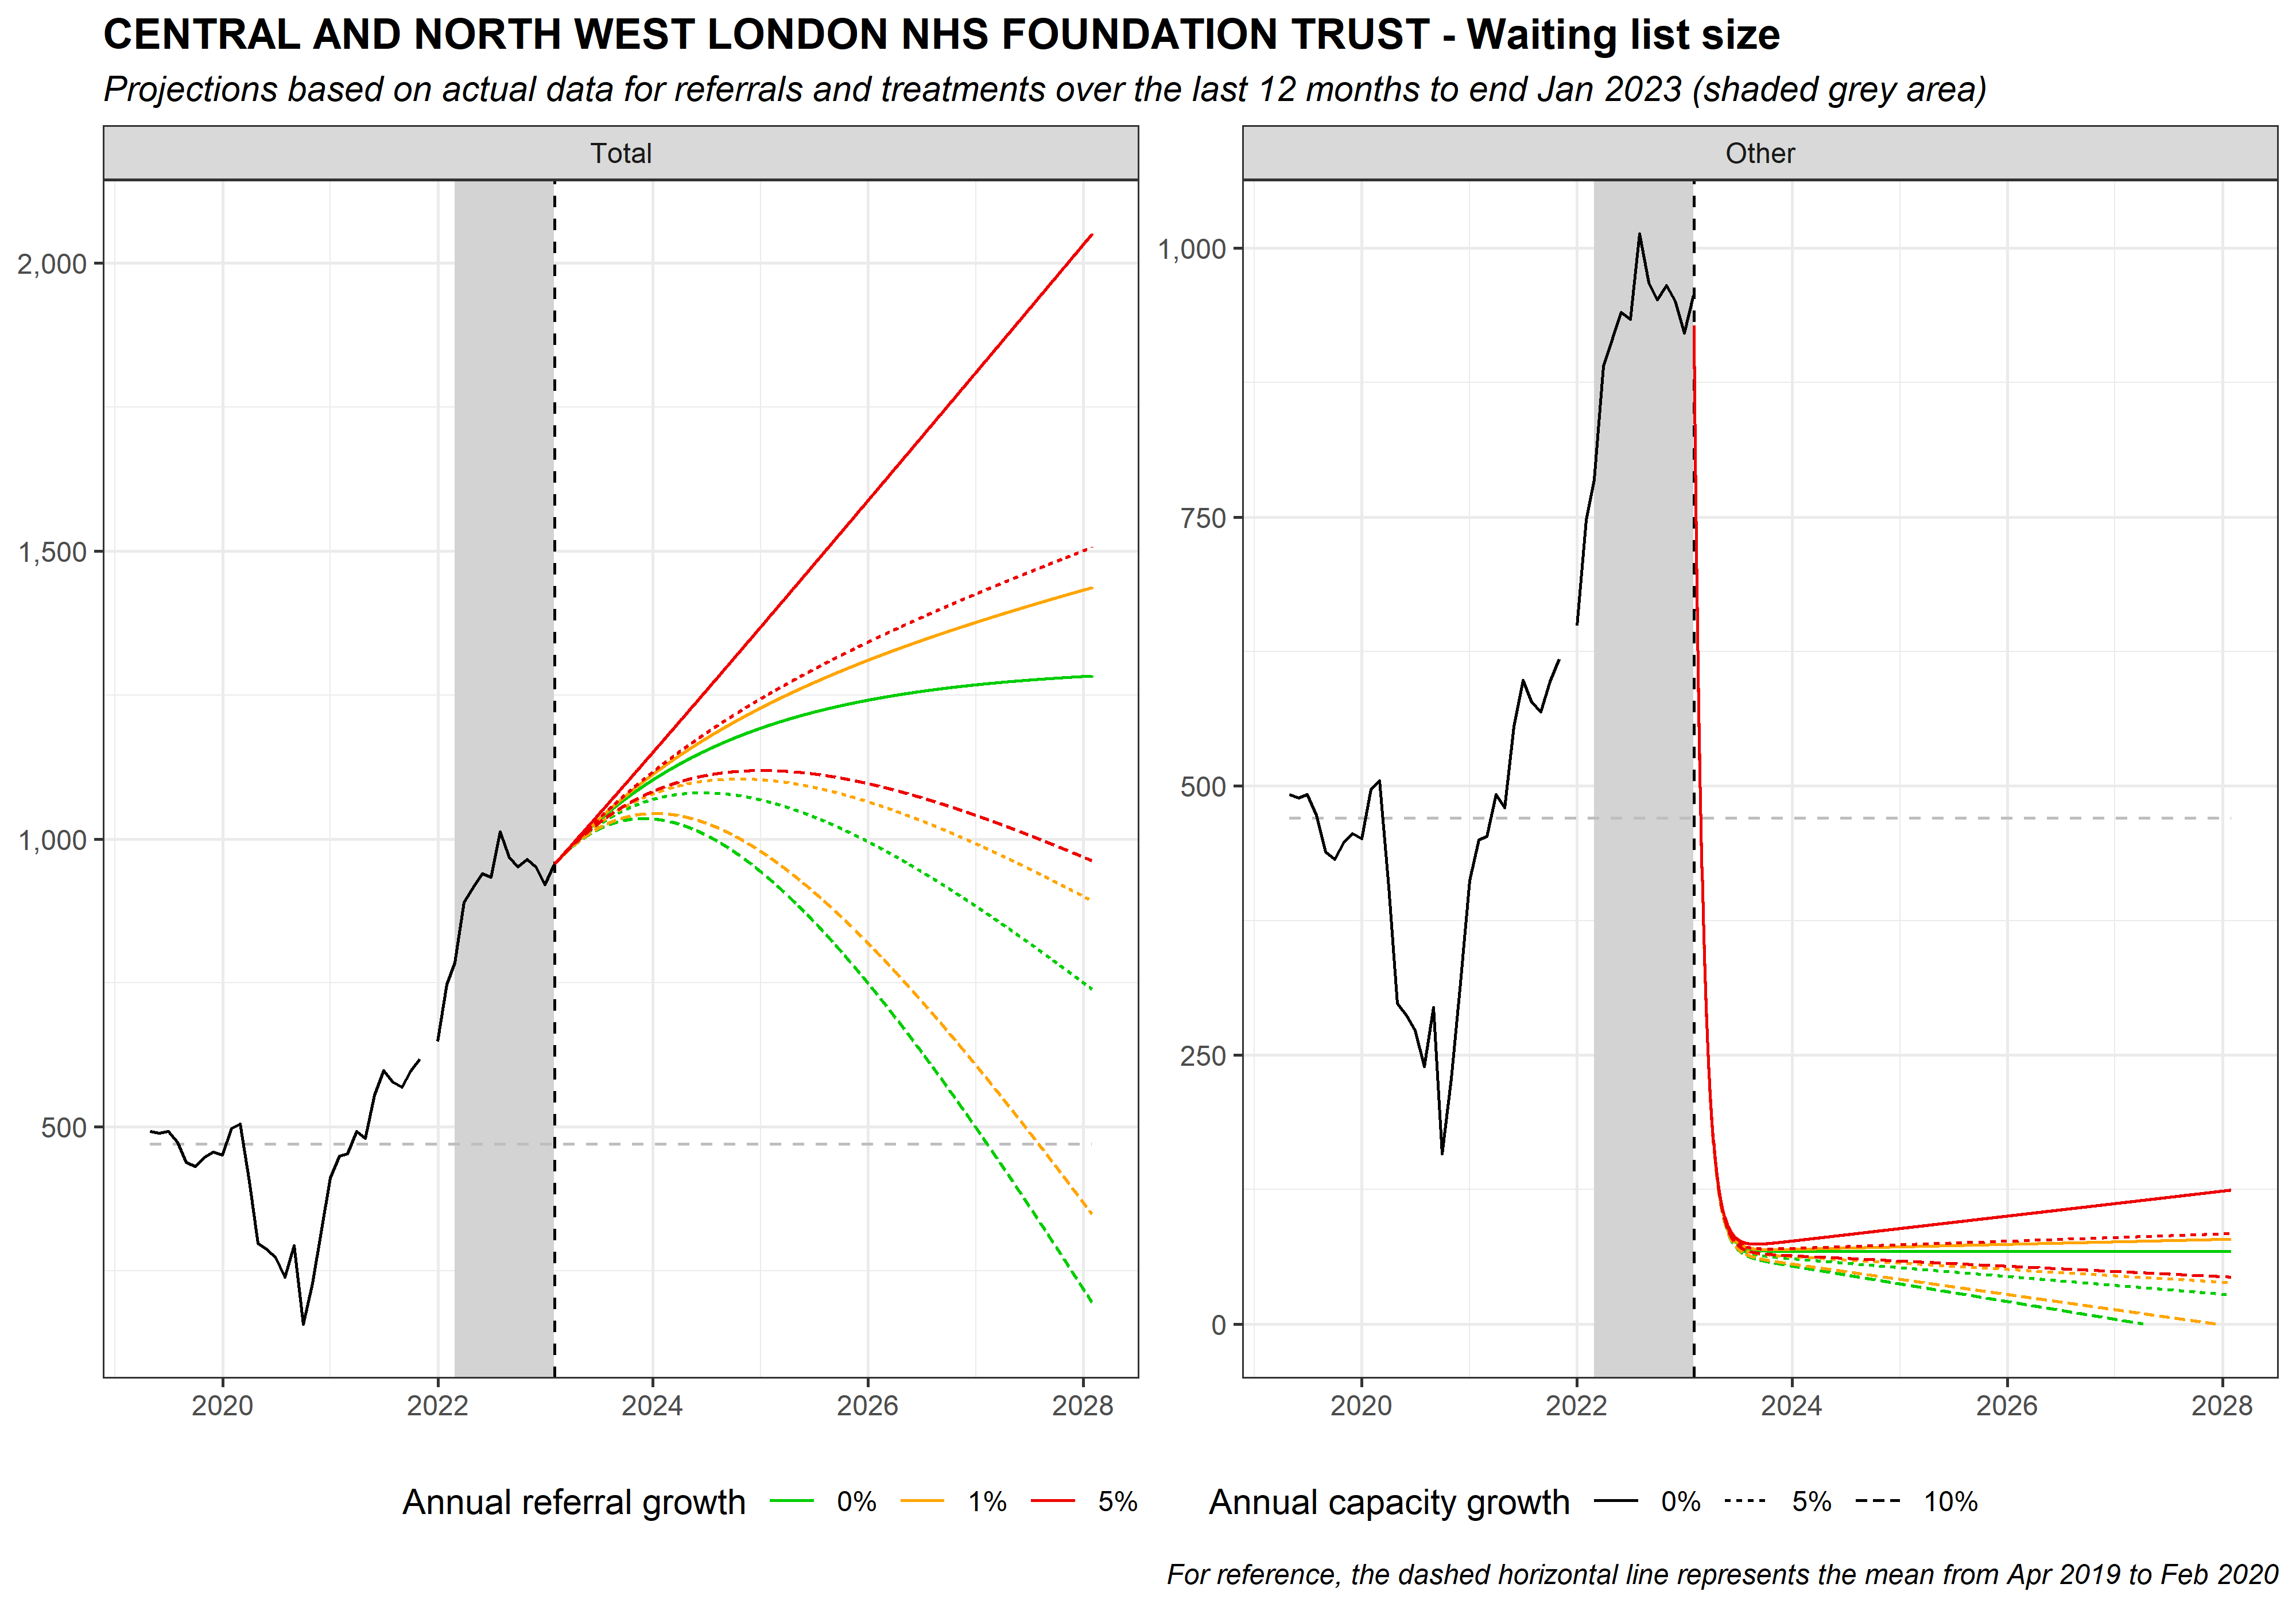 CENTRAL AND NORTH WEST LONDON NHS FOUNDATION TRUST - Waiting list size
Projections based on actual data for referrals and treatments over the last 12 months to end Jan 2023 (shaded grey area)
Total
Other
2,000
1,500
1,000
500
1,000
750
500
250
0
2020 2022 2024 2026 2028
2020 2022 2024 2026 2028
Annual referral growth 0% 1% 5%
Annual capacity growth 0% 5% 10%
For reference, the dashed horizontal line represents the mean from Apr 2019 to Feb 2020